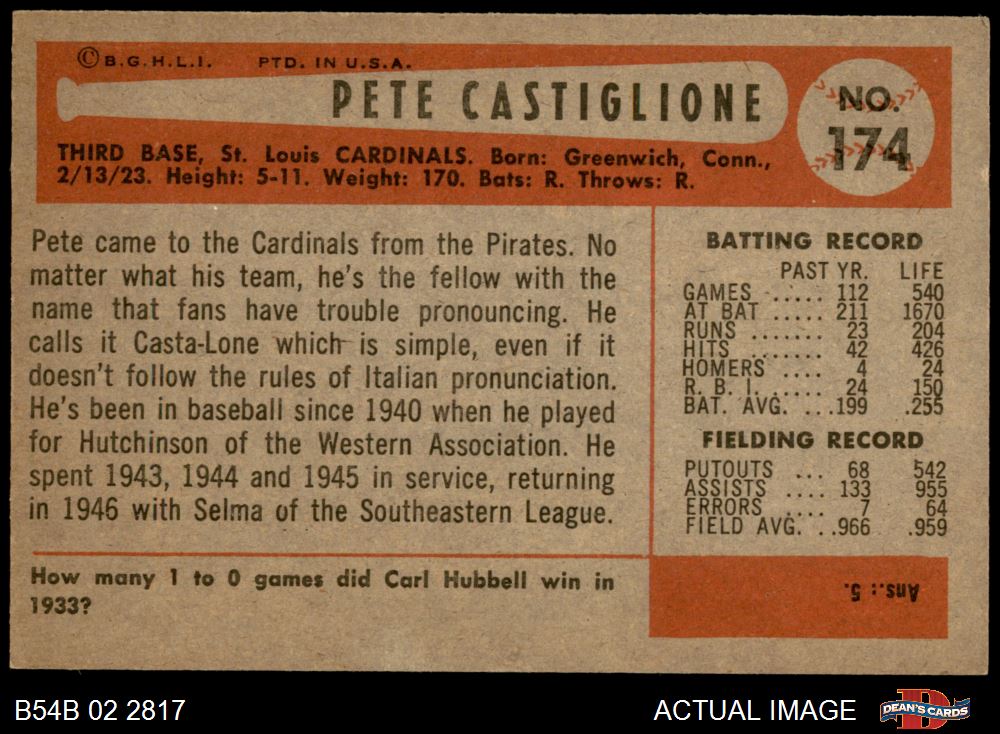 ©B.G.H.L.I. PTD. IN U.S.A.
PETE CASTIGLIONE
NO.
174
THIRD BASE, St. Louis CARDINALS. Born: Greenwich, Conn.,
2/13/23. Height: 5-11. Weight: 170. Bats: R. Throws: R.
Pete came to the Cardinals from the Pirates. No
matter what his team, he's the fellow with the
name that fans have trouble pronouncing. He
calls it Casta-Lone which is simple, even if it
doesn't follow the rules of Italian pronunciation.
He's been in baseball since 1940 when he played
for Hutchinson of the Western Association. He
spent 1943, 1944 and 1945 in service, returning
in 1946 with Selma of the Southeastern League.
BATTING RECORD
PAST YR. LIFE
GAMES ..... 112 540
AT BAT ..... 211 1670
RUNS ....... 23 204
HITS ....... 42 426
HOMERS .... 4 24
R. B. I. .... 24 150
BAT. AVG. ...199 .255
FIELDING RECORD
PUTOUTS ... 68 542
ASSISTS .... 133 955
ERRORS .... 7 64
FIELD AVG. ..966 .959
How many 1 to 0 games did Carl Hubbell win in
1933?
Ans.: 5.
B54B 02 2817
ACTUAL IMAGE
DEAN'S CARDS